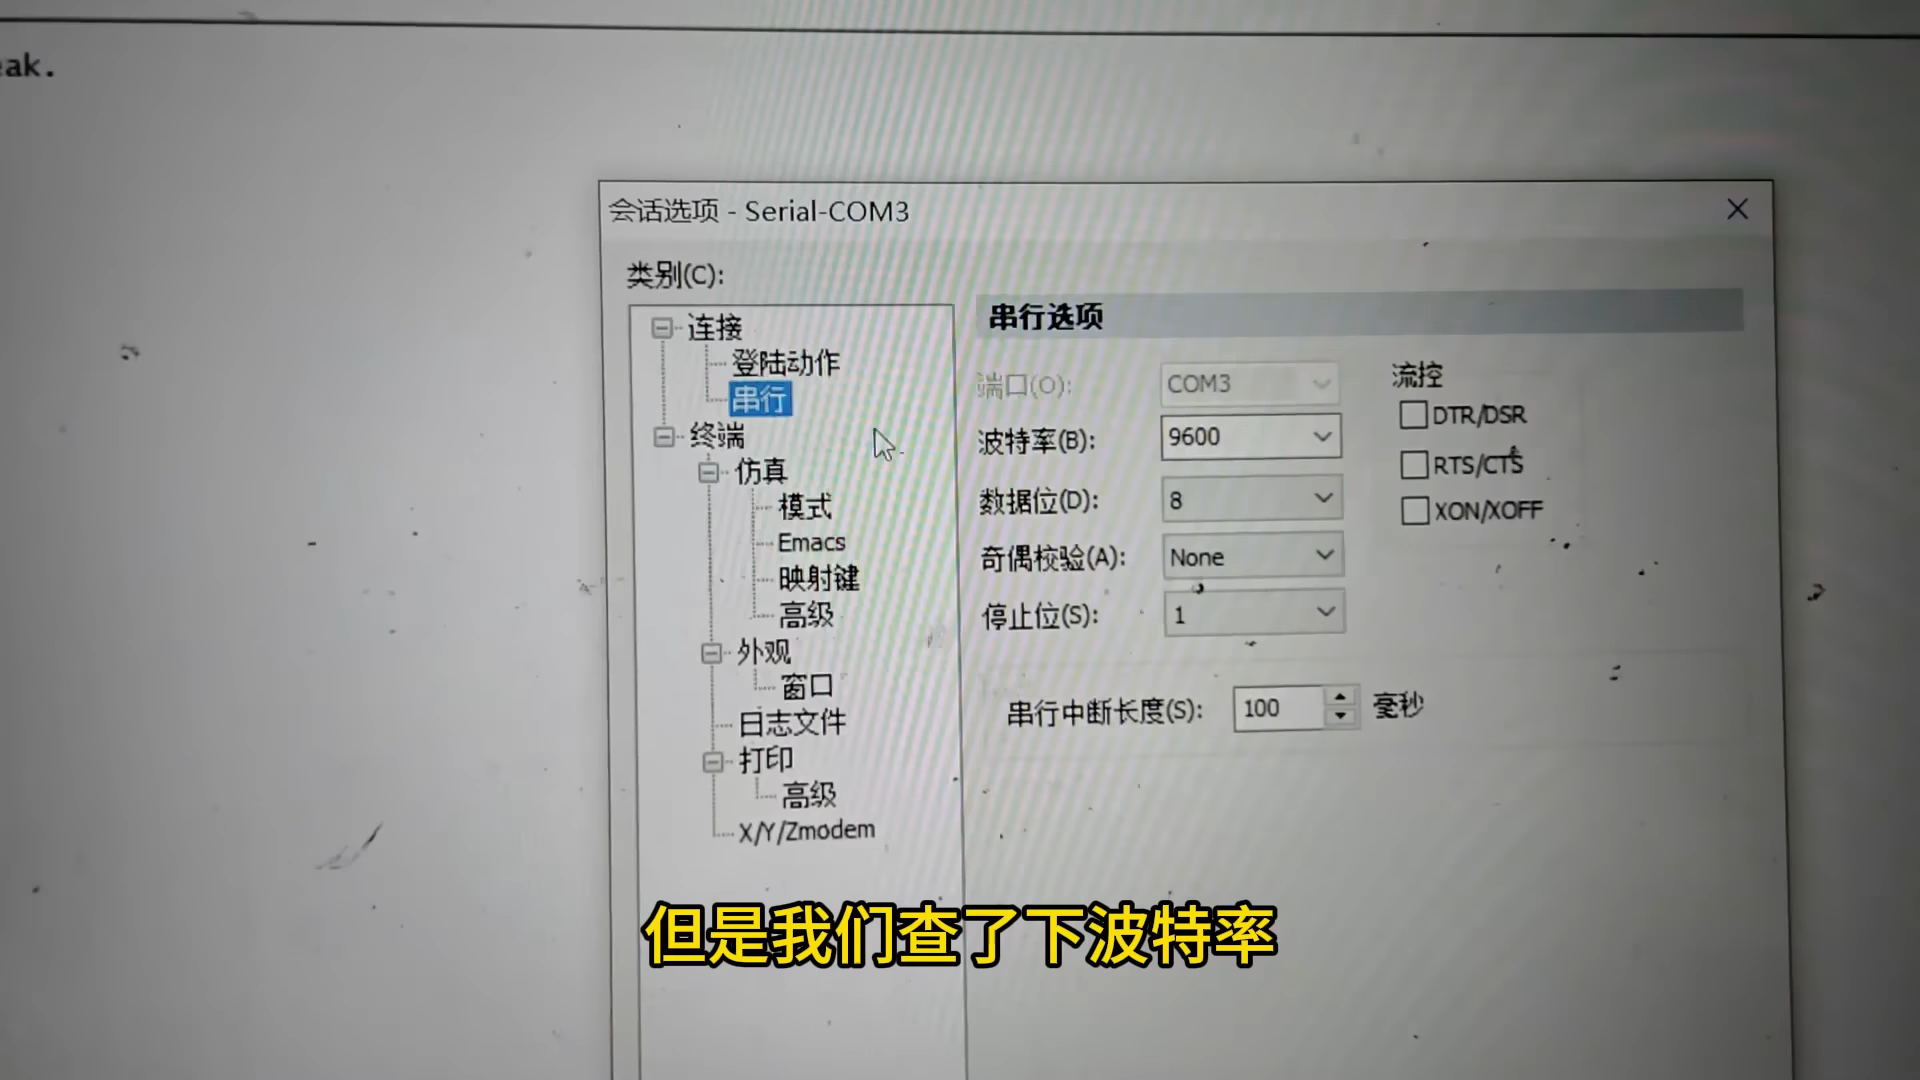 eak.
会话选项 - Serial-COM3
类别(C):
连接
登陆动作
串行
终端
仿真
模式
Emacs
映射键
高级
外观
窗口
日志文件
打印
高级
X/Y/Zmodem
串行选项
端口(O):
COM3
波特率(B):
9600
数据位(D):
8
奇偶校验(A):
None
停止位(S):
1
流控
DTR/DSR
RTS/CTS
XON/XOFF
串行中断长度(S):
100
毫秒
但是我们查了下波特率